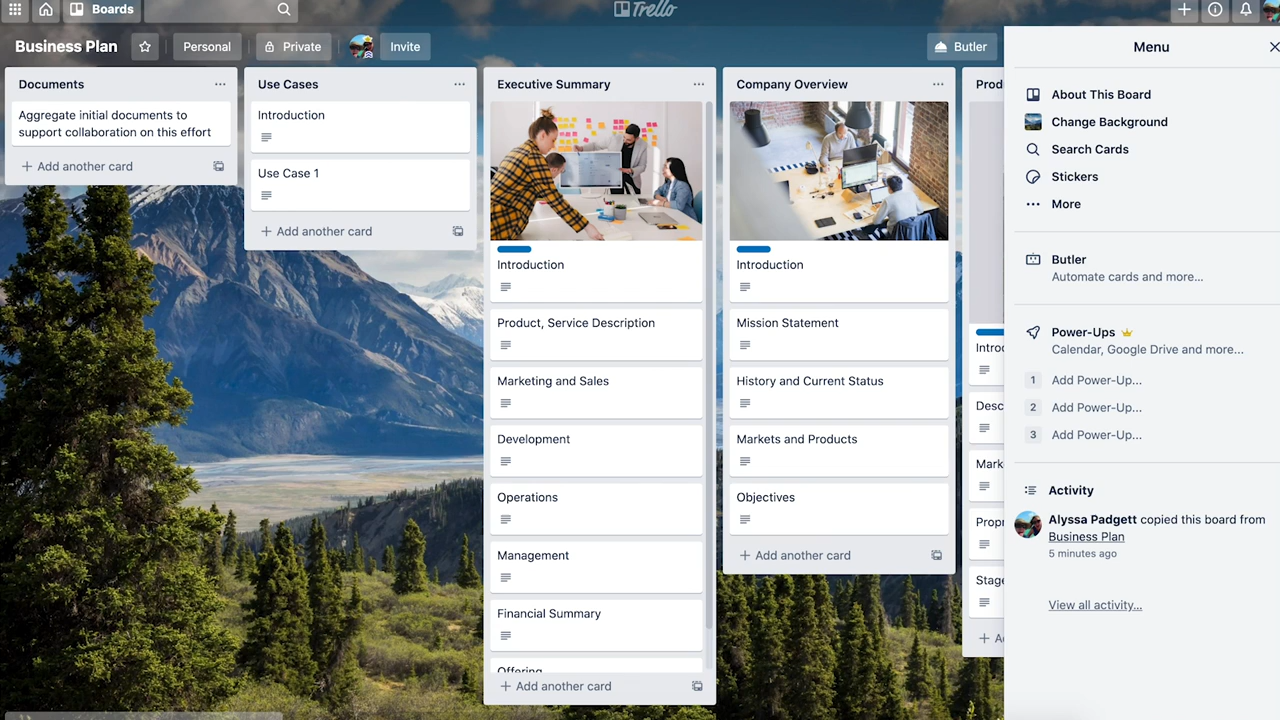 Boards
Trello
Business Plan
Personal
Private
Invite
Butler
Documents
Aggregate initial documents to
support collaboration on this effort
Add another card
Use Cases
Introduction
Use Case 1
Add another card
Executive Summary
Introduction
Product, Service Description
Marketing and Sales
Development
Operations
Management
Financial Summary
Offering
Add another card
Company Overview
Introduction
Mission Statement
History and Current Status
Markets and Products
Objectives
Add another card
Menu
About This Board
Change Background
Search Cards
Stickers
More
Butler
Automate cards and more...
Power-Ups
Calendar, Google Drive and more...
1 Add Power-Up...
2 Add Power-Up...
3 Add Power-Up...
Activity
Alyssa Padgett copied this board from
Business Plan
5 minutes ago
View all activity...